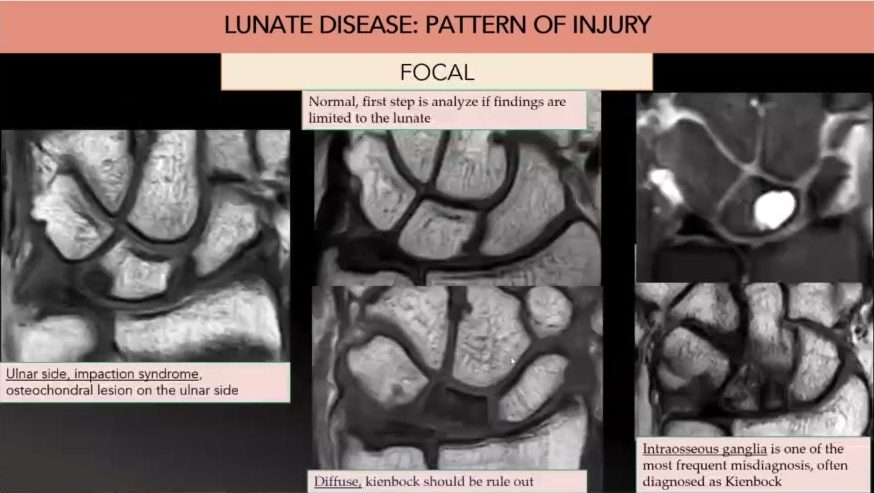 LUNATE DISEASE: PATTERN OF INJURY
FOCAL
Normal, first step is analyze if findings are
limited to the lunate
Ulnar side, impaction syndrome,
osteochondral lesion on the ulnar side
Diffuse, kienbock should be rule out
Intraosseous ganglia is one of the
most frequent misdiagnosis, often
diagnosed as Kienbock